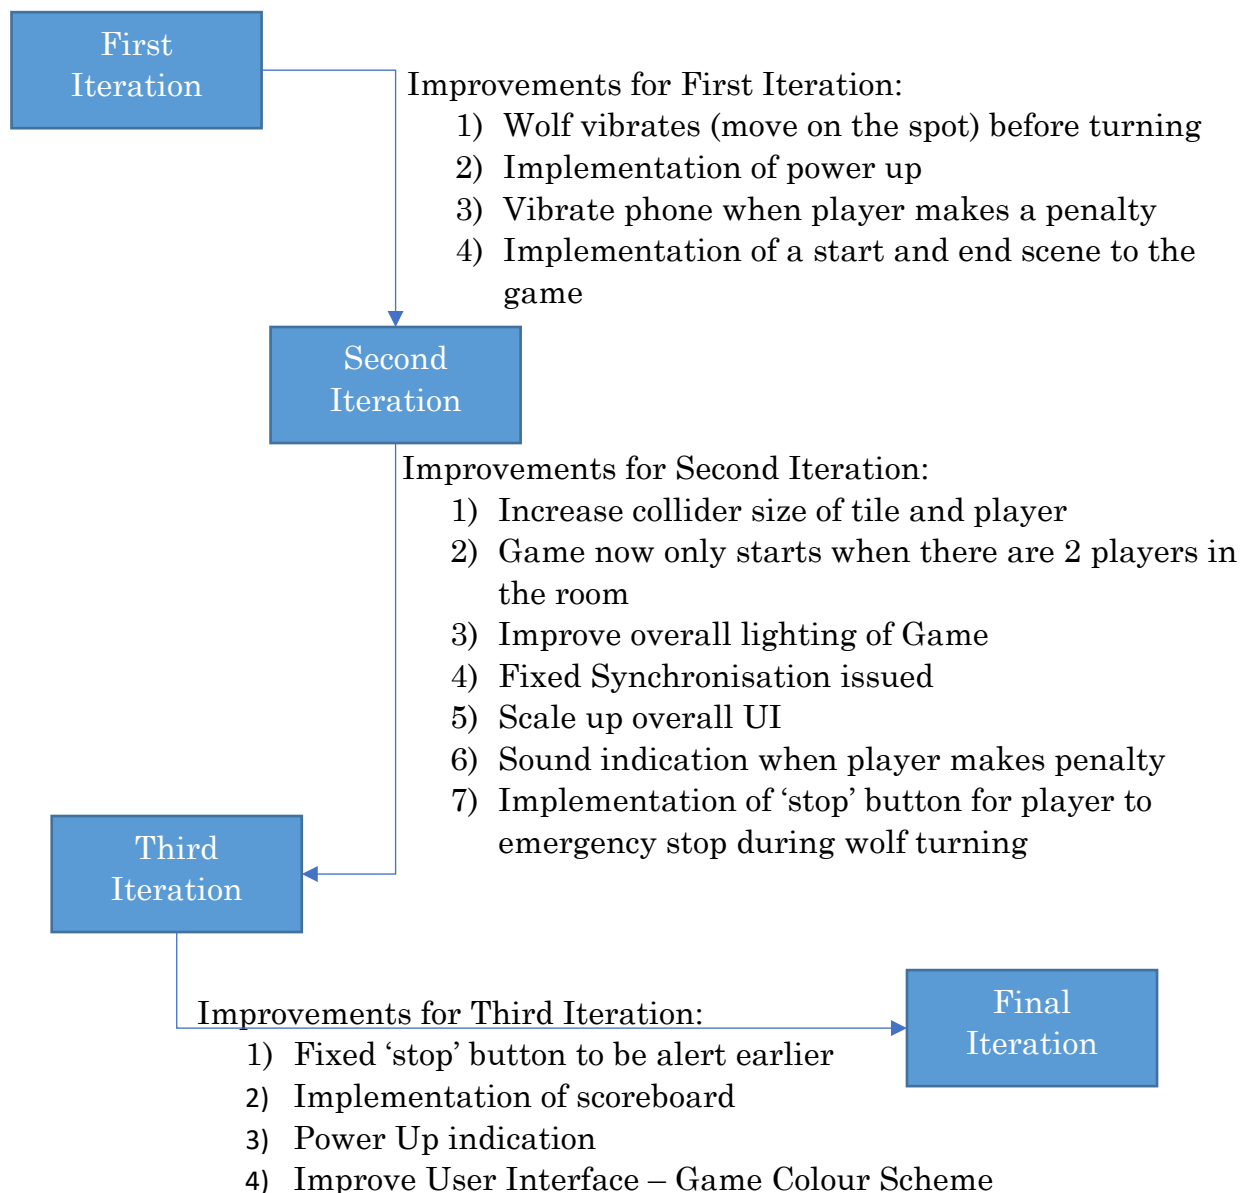 First
Iteration
Improvements for First Iteration:
1) Wolf vibrates (move on the spot) before turning
2) Implementation of power up
3) Vibrate phone when player makes a penalty
4) Implementation of a start and end scene to the
game
Second
Iteration
Improvements for Second Iteration:
1) Increase collider size of tile and player
2) Game now only starts when there are 2 players in
the room
3) Improve overall lighting of Game
4) Fixed Synchronisation issued
5) Scale up overall UI
6) Sound indication when player makes penalty
7) Implementation of ‘stop’ button for player to
emergency stop during wolf turning
Third
Iteration
Improvements for Third Iteration:
1) Fixed ‘stop’ button to be alert earlier
2) Implementation of scoreboard
3) Power Up indication
4) Improve User Interface – Game Colour Scheme
Final
Iteration